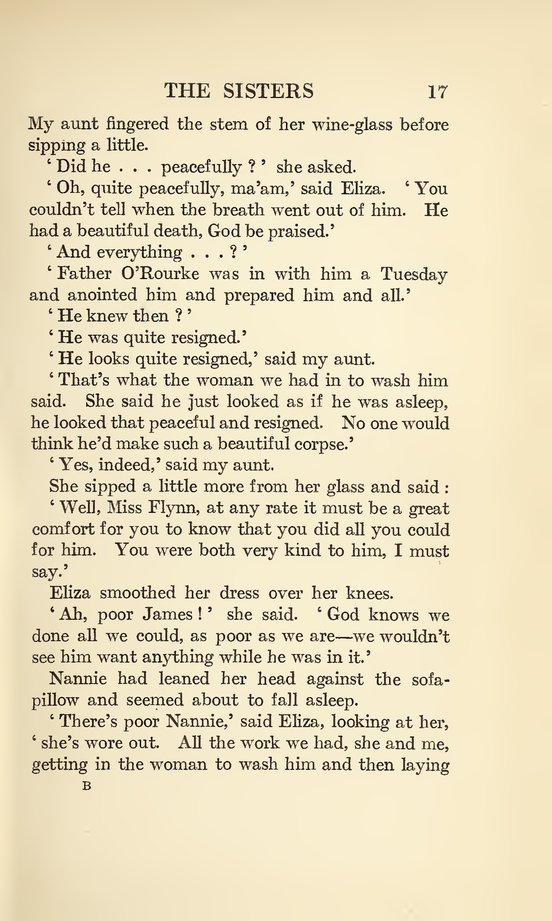 THE SISTERS 17
My aunt fingered the stem of her wine-glass before
sipping a little.
‘ Did he . . . peacefully ? ’ she asked.
‘ Oh, quite peacefully, ma’am,’ said Eliza. ‘ You
couldn’t tell when the breath went out of him. He
had a beautiful death, God be praised.’
‘ And everything . . . ? ’
‘ Father O’Rourke was in with him a Tuesday
and anointed him and prepared him and all.’
‘ He knew then ? ’
‘ He was quite resigned.’
‘ He looks quite resigned,’ said my aunt.
‘ That’s what the woman we had in to wash him
said. She said he just looked as if he was asleep,
he looked that peaceful and resigned. No one would
think he’d make such a beautiful corpse.’
‘ Yes, indeed,’ said my aunt.
She sipped a little more from her glass and said :
‘ Well, Miss Flynn, at any rate it must be a great
comfort for you to know that you did all you could
for him. You were both very kind to him, I must
say.’
Eliza smoothed her dress over her knees.
‘ Ah, poor James ! ’ she said. ‘ God knows we
done all we could, as poor as we are—we wouldn’t
see him want anything while he was in it.’
Nannie had leaned her head against the sofa-
pillow and seemed about to fall asleep.
‘ There’s poor Nannie,’ said Eliza, looking at her,
‘ she’s wore out. All the work we had, she and me,
getting in the woman to wash him and then laying
B